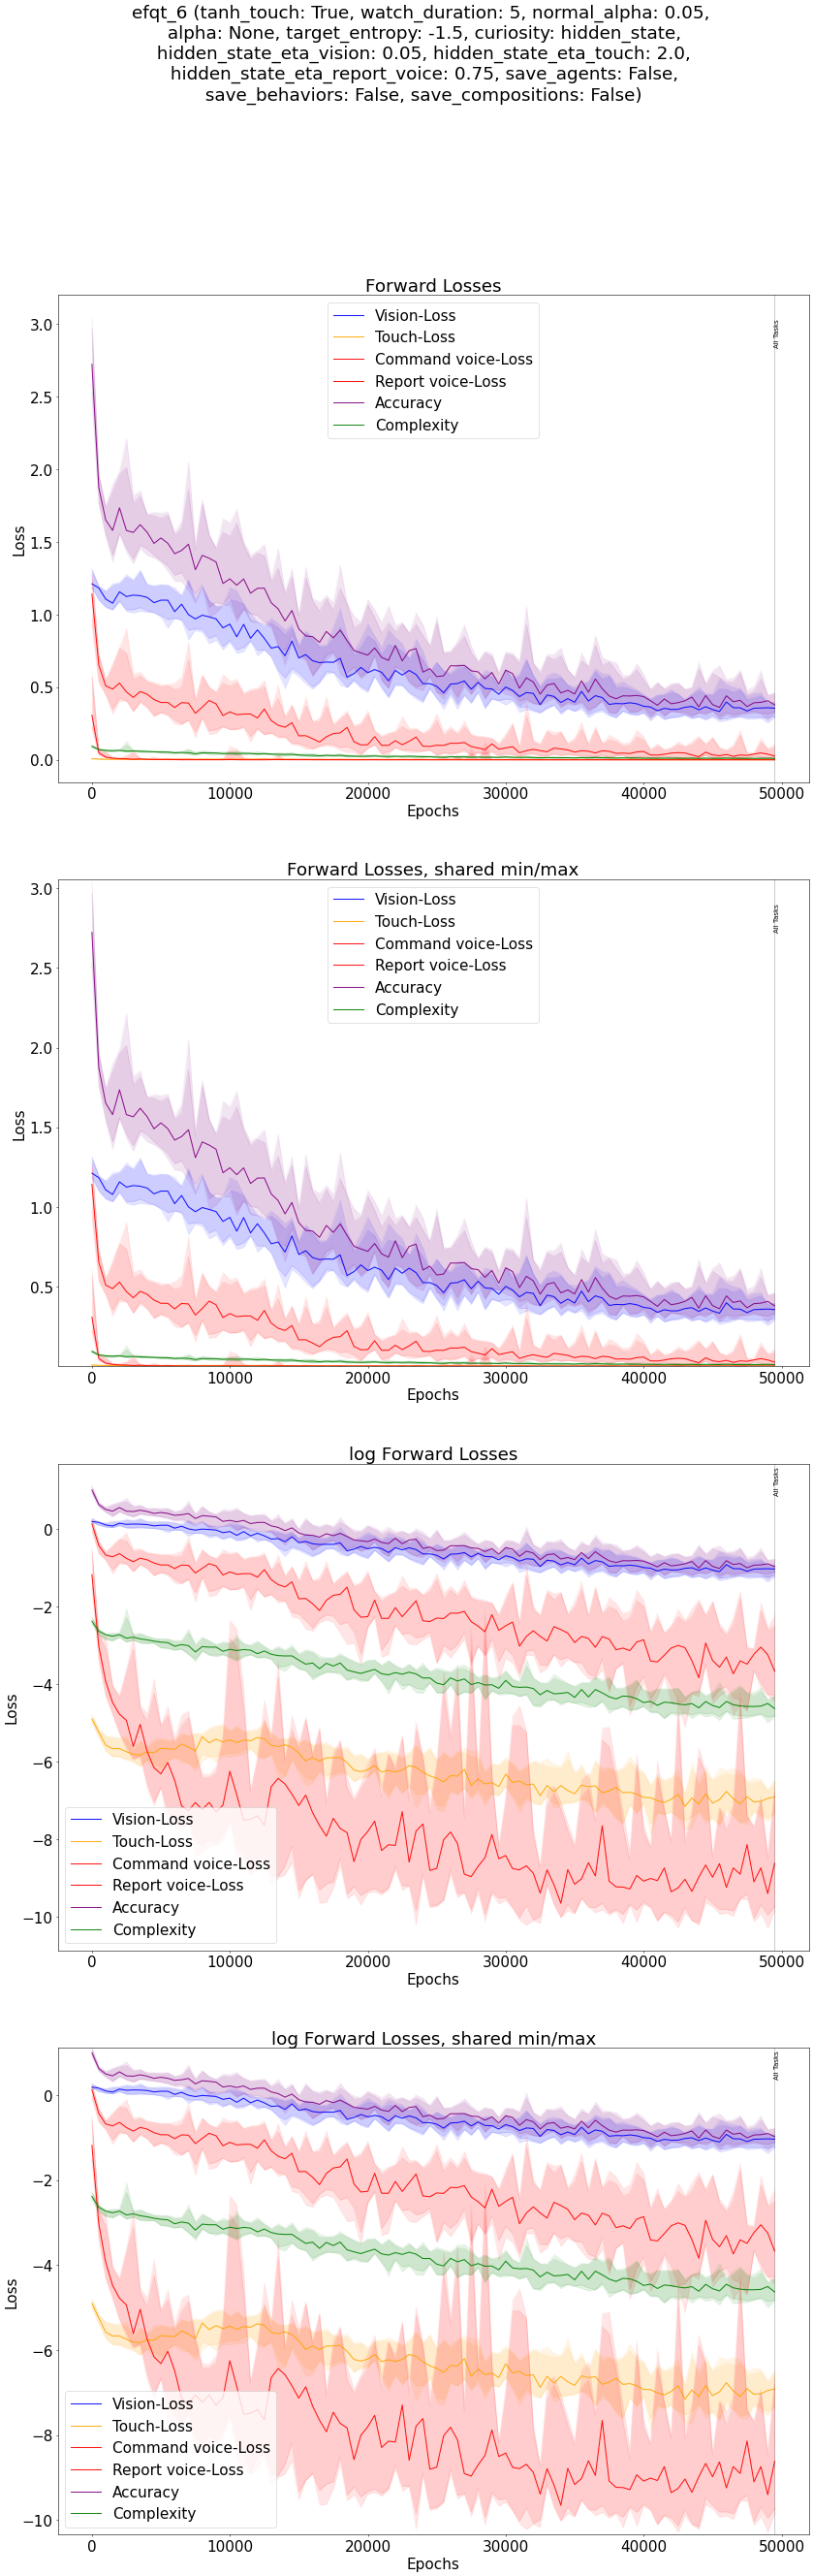 efqt_6 (tanh_touch: True, watch_duration: 5, normal_alpha: 0.05,
alpha: None, target_entropy: -1.5, curiosity: hidden_state,
hidden_state_eta_vision: 0.05, hidden_state_eta_touch: 2.0,
hidden_state_eta_report_voice: 0.75, save_agents: False,
save_behaviors: False, save_compositions: False)
Forward Losses
Vision-Loss
Touch-Loss
Command voice-Loss
Report voice-Loss
Accuracy
Complexity
All Tasks
3.0
2.5
2.0
1.5
1.0
0.5
0.0
Loss
0 10000 20000 30000 40000 50000
Epochs
Forward Losses, shared min/max
Vision-Loss
Touch-Loss
Command voice-Loss
Report voice-Loss
Accuracy
Complexity
All Tasks
3.0
2.5
2.0
1.5
1.0
0.5
Loss
0 10000 20000 30000 40000 50000
Epochs
log Forward Losses
All Tasks
0
−2
−4
−6
−8
−10
Loss
Vision-Loss
Touch-Loss
Command voice-Loss
Report voice-Loss
Accuracy
Complexity
0 10000 20000 30000 40000 50000
Epochs
log Forward Losses, shared min/max
All Tasks
0
−2
−4
−6
−8
−10
Loss
Vision-Loss
Touch-Loss
Command voice-Loss
Report voice-Loss
Accuracy
Complexity
0 10000 20000 30000 40000 50000
Epochs